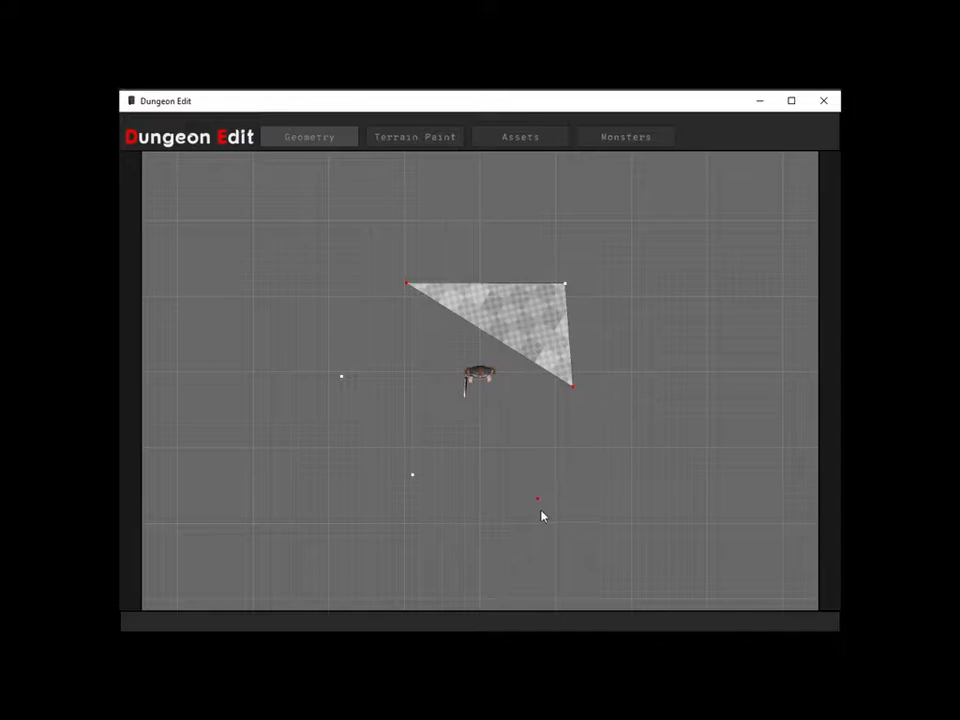 Dungeon Edit
Dungeon Edit
Geometry
Terrain Paint
Assets
Monsters